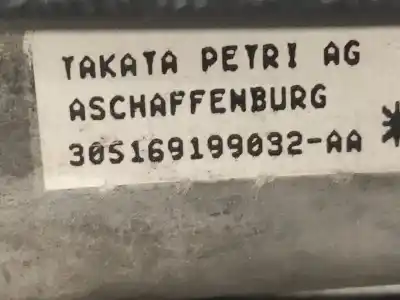 TAKATA PETRI AG
ASCHAFFENBURG
305169199032-AA